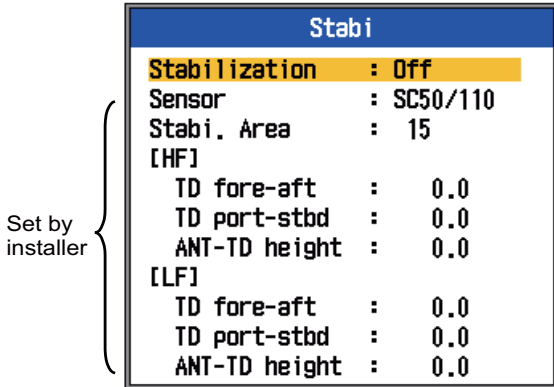 Stabi
Stabilization : Off
Sensor : SC50/110
Stabi. Area : 15
[HF]
TD fore-aft : 0.0
TD port-stbd : 0.0
ANT-TD height : 0.0
[LF]
TD fore-aft : 0.0
TD port-stbd : 0.0
ANT-TD height : 0.0
Set by
installer